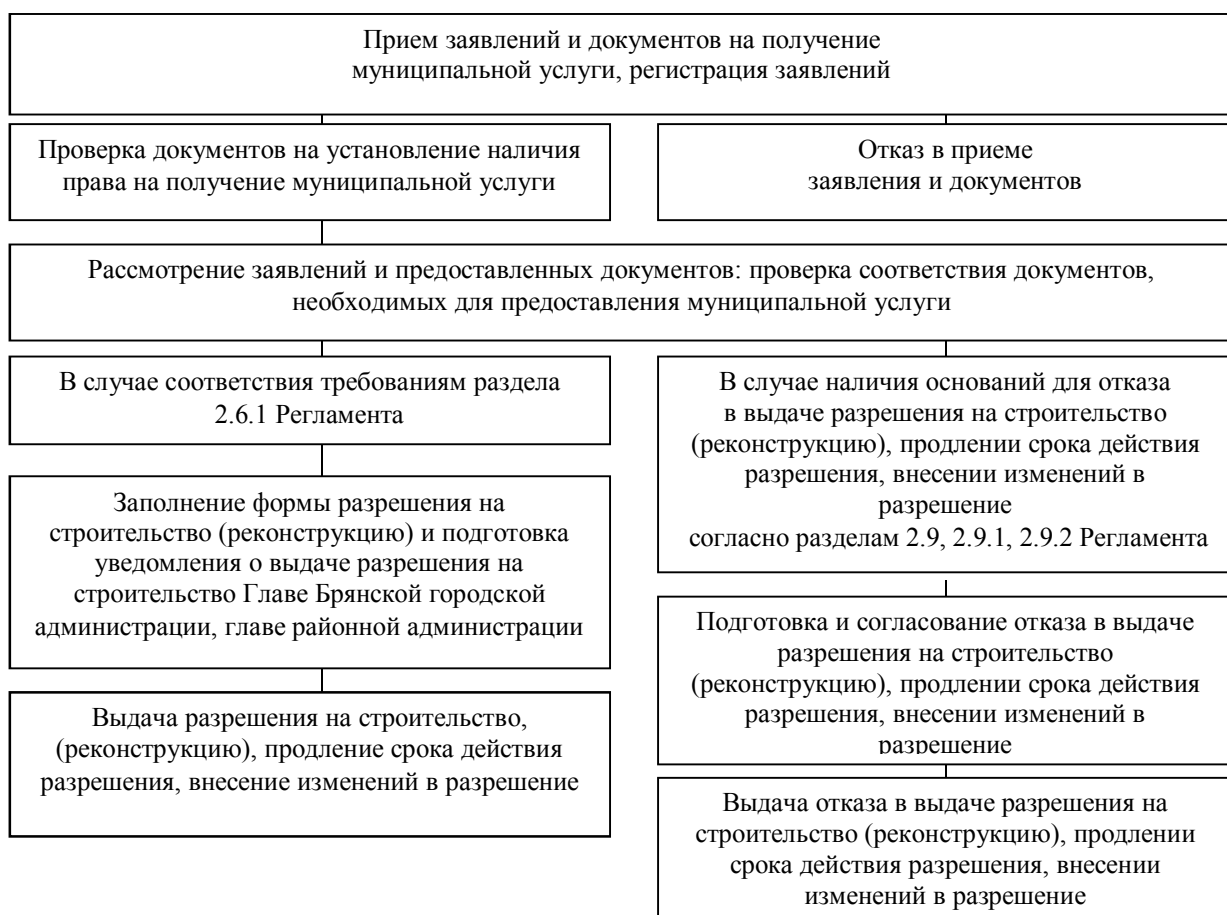 Прием заявлений и документов на получение
муниципальной услуги, регистрация заявлений
Проверка документов на установление наличия
права на получение муниципальной услуги
Отказ в приеме
заявления и документов
Рассмотрение заявлений и предоставленных документов: проверка соответствия документов,
необходимых для предоставления муниципальной услуги
В случае соответствия требованиям раздела
2.6.1 Регламента
Заполнение формы разрешения на
строительство (реконструкцию) и подготовка
уведомления о выдаче разрешения на
строительство Главе Брянской городской
администрации, главе районной администрации
Выдача разрешения на строительство,
(реконструкцию), продление срока действия
разрешения, внесение изменений в разрешение
В случае наличия оснований для отказа
в выдаче разрешения на строительство
(реконструкцию), продлении срока действия
разрешения, внесении изменений в
разрешение
согласно разделам 2.9, 2.9.1, 2.9.2 Регламента
Подготовка и согласование отказа в выдаче
разрешения на строительство
(реконструкцию), продлении срока действия
разрешения, внесении изменений в
разрешение
Выдача отказа в выдаче разрешения на
строительство (реконструкцию), продлении
срока действия разрешения, внесении
изменений в разрешение